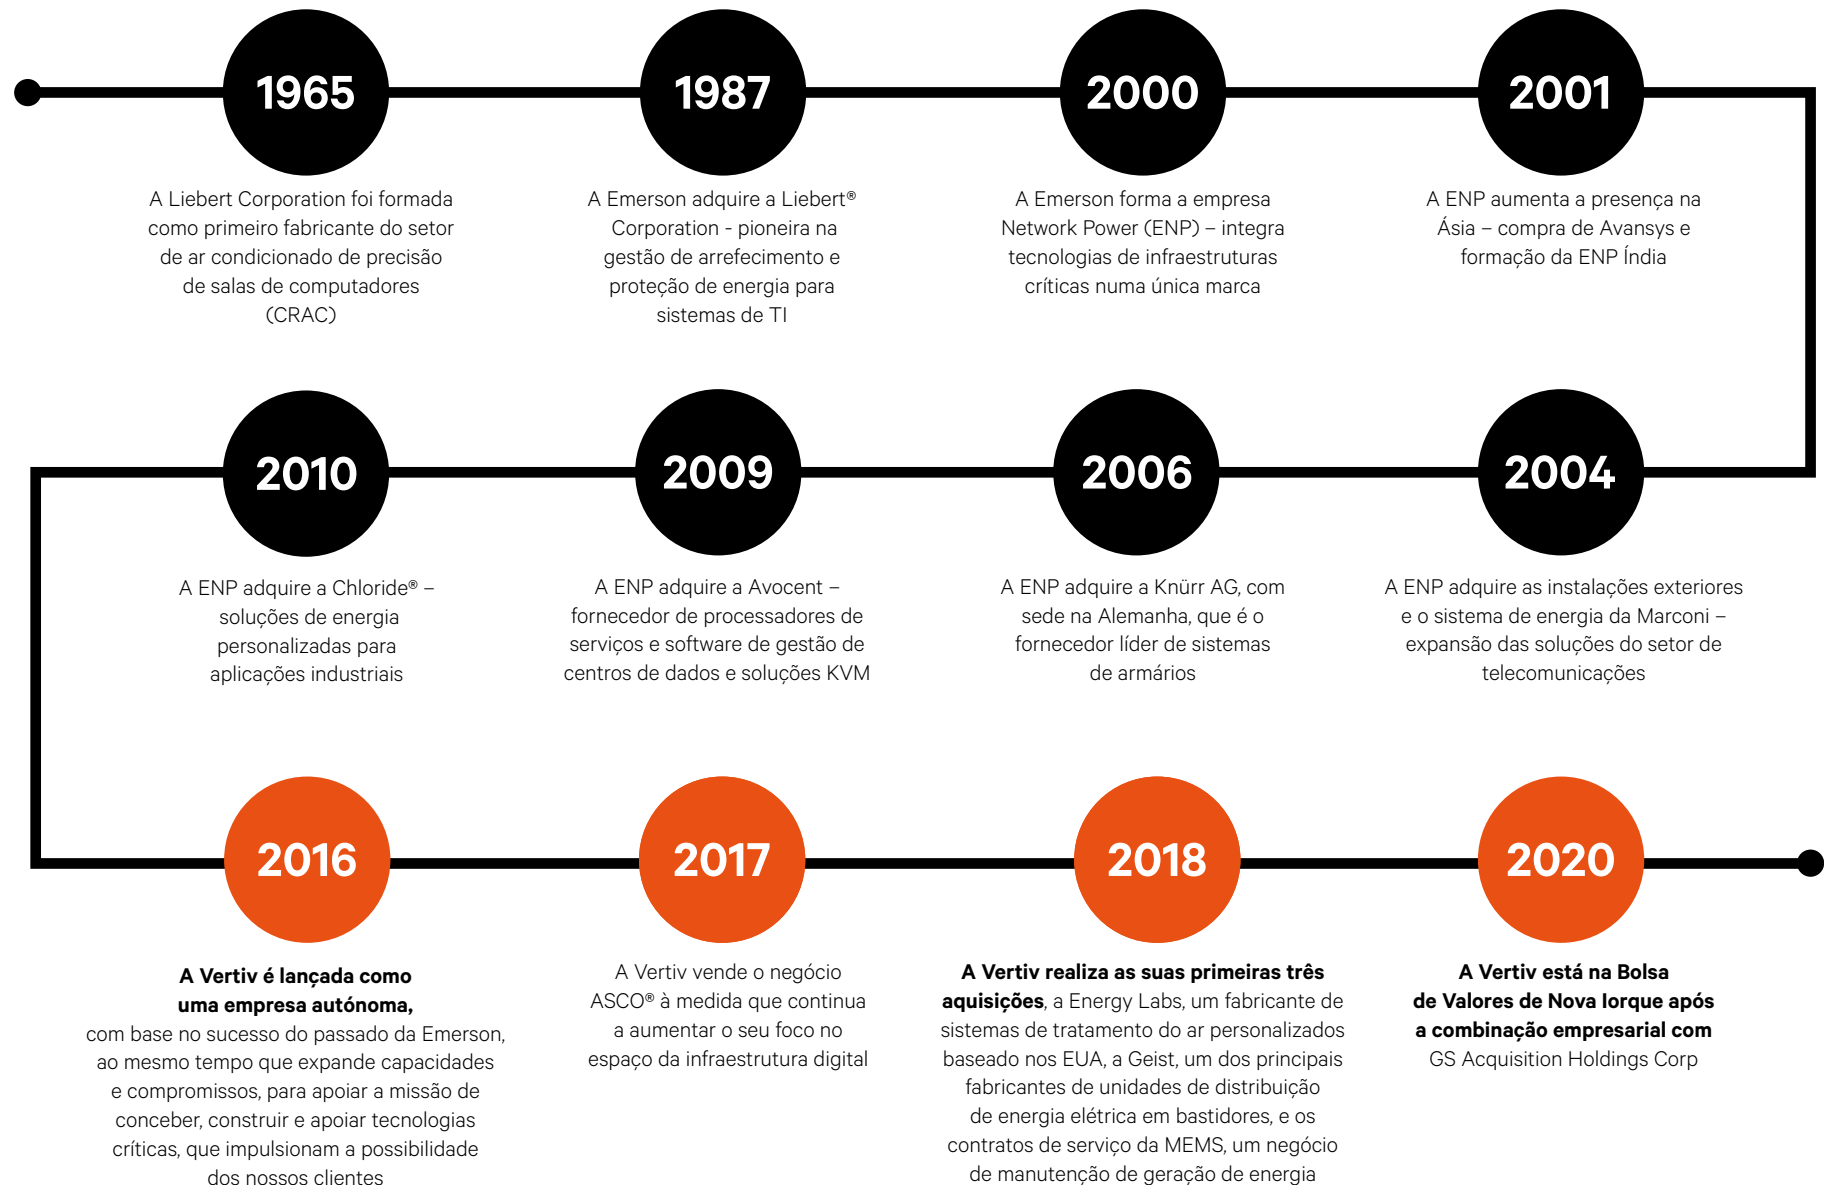 1965
A Liebert Corporation foi formada
como primeiro fabricante do setor
de ar condicionado de precisão
de salas de computadores
(CRAC)
1987
A Emerson adquire a Liebert®
Corporation - pioneira na
gestão de arrefecimento e
proteção de energia para
sistemas de TI
2000
A Emerson forma a empresa
Network Power (ENP) – integra
tecnologias de infraestruturas
críticas numa única marca
2001
A ENP aumenta a presença na
Ásia – compra de Avansys e
formação da ENP Índia
2004
A ENP adquire as instalações exteriores
e o sistema de energia da Marconi –
expansão das soluções do setor de
telecomunicações
2006
A ENP adquire a Knürr AG, com
sede na Alemanha, que é o
fornecedor líder de sistemas
de armários
2009
A ENP adquire a Avocent –
fornecedor de processadores de
serviços e software de gestão de
centros de dados e soluções KVM
2010
A ENP adquire a Chloride® –
soluções de energia
personalizadas para
aplicações industriais
2016
A Vertiv é lançada como
uma empresa autónoma,
com base no sucesso do passado da Emerson,
ao mesmo tempo que expande capacidades
e compromissos, para apoiar a missão de
conceber, construir e apoiar tecnologias
críticas, que impulsionam a possibilidade
dos nossos clientes
2017
A Vertiv vende o negócio
ASCO® à medida que continua
a aumentar o seu foco no
espaço da infraestrutura digital
2018
A Vertiv realiza as suas primeiras três
aquisições, a Energy Labs, um fabricante de
sistemas de tratamento do ar personalizados
baseado nos EUA, a Geist, um dos principais
fabricantes de unidades de distribuição
de energia elétrica em bastidores, e os
contratos de serviço da MEMS, um negócio
de manutenção de geração de energia
2020
A Vertiv está na Bolsa
de Valores de Nova Iorque após
a combinação empresarial com
GS Acquisition Holdings Corp